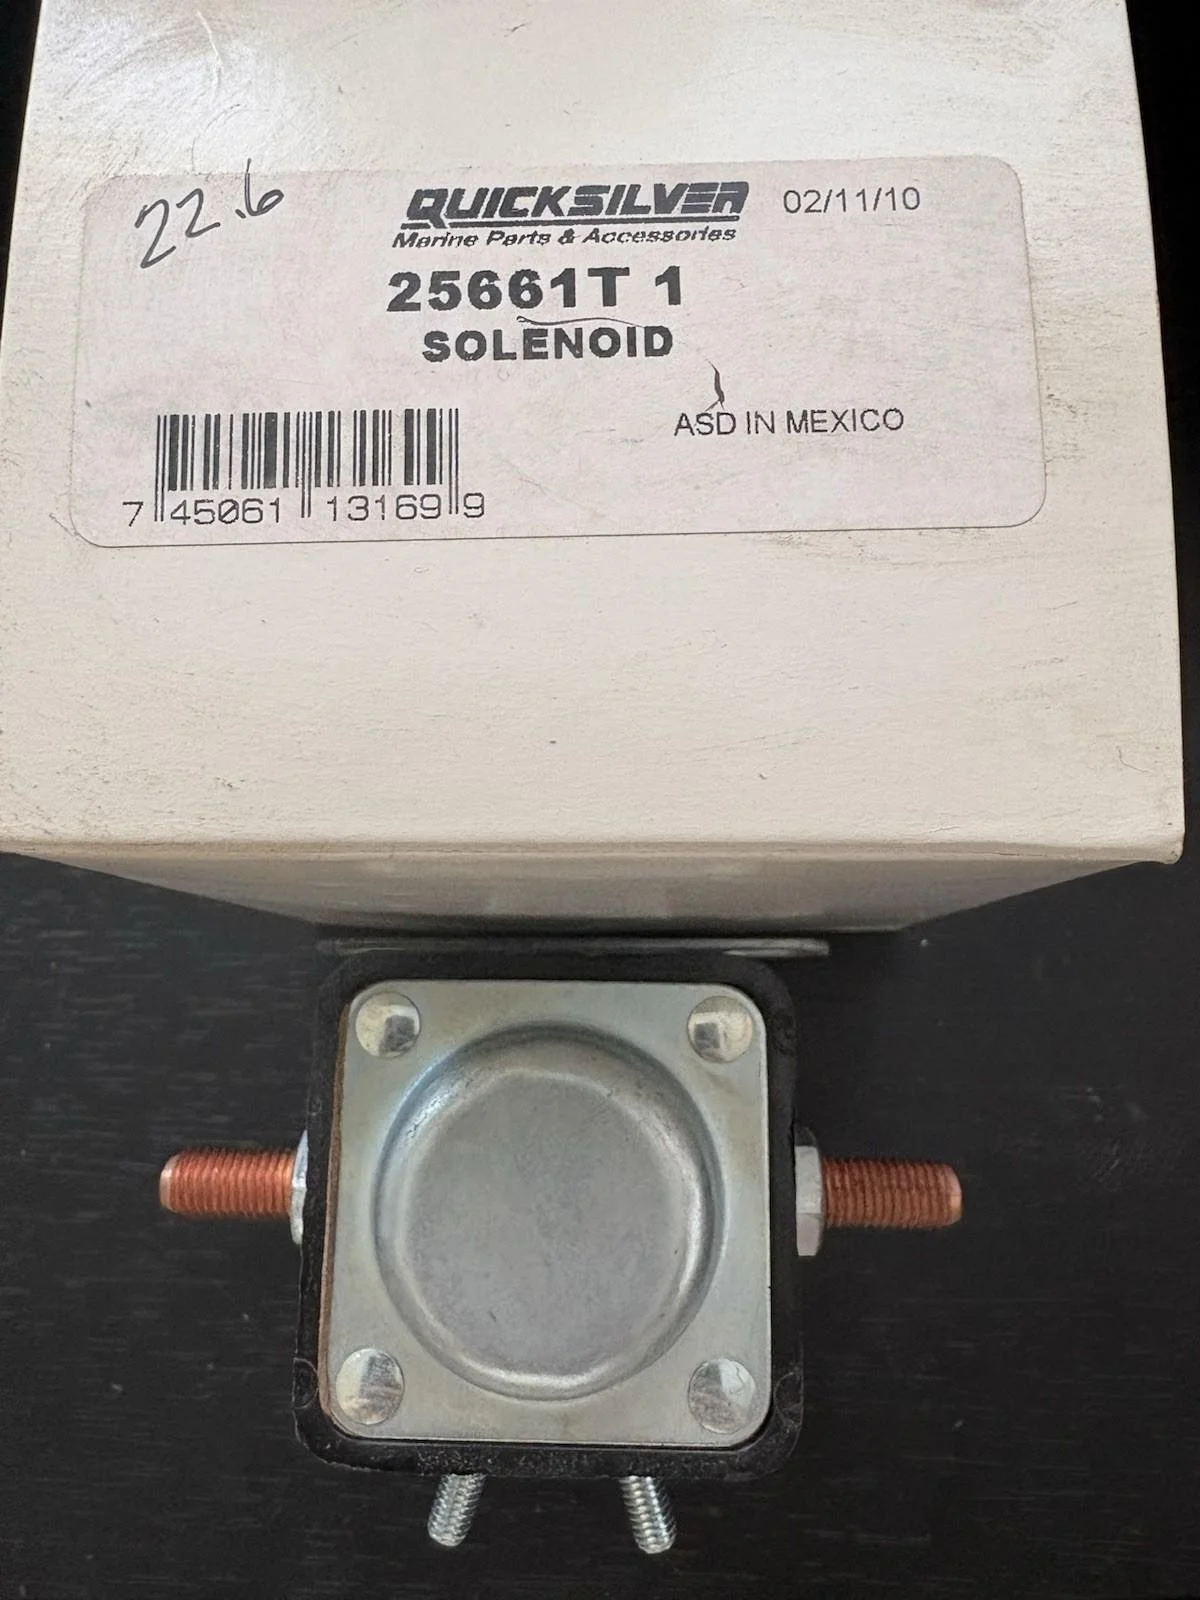 22.6
QUICKSILVER 02/11/10
Marine Parts & Accessories
25661T 1
SOLENOID
ASD IN MEXICO
7 45061 13169 9